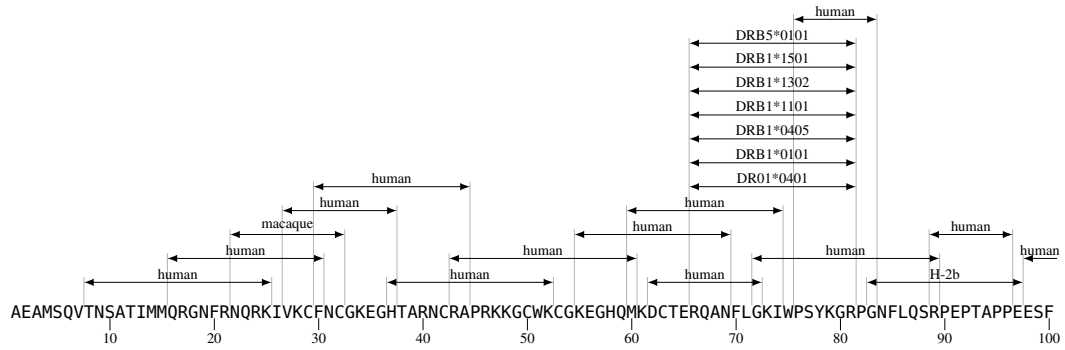 human
DRB5*0101
DRB1*1501
DRB1*1302
DRB1*1101
DRB1*0405
DRB1*0101
human DR01*0401
human human
macaque human human
human human human human
human human human H-2b
AEAMSQVTNSATIMMQRGNFRNQRKIVKCFNCGKEGHTARNCRAPRKKGCWKCGKEGHQMKDCTERQANFLGKIWPSYKGRPGNFLQSRPEPTAPPEESF
10 20 30 40 50 60 70 80 90 100